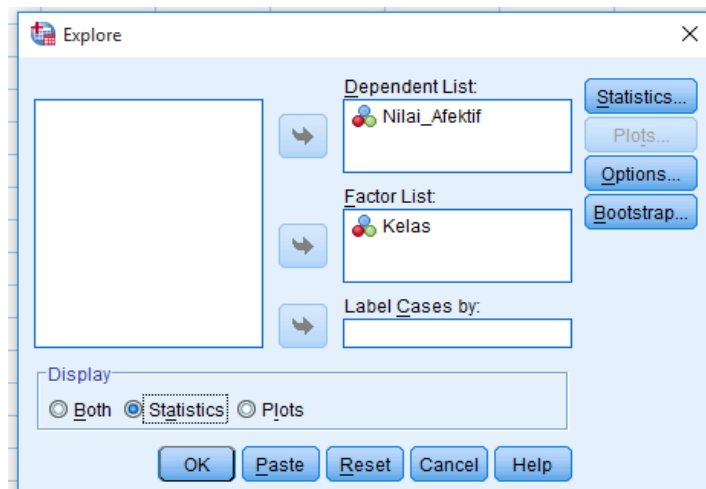 Explore
Dependent List:
Nilai_Afektif
Statistics...
Plots...
Options...
Bootstrap...
Factor List:
Kelas
Label Cases by:
Display
Both Statistics Plots
OK Paste Reset Cancel Help